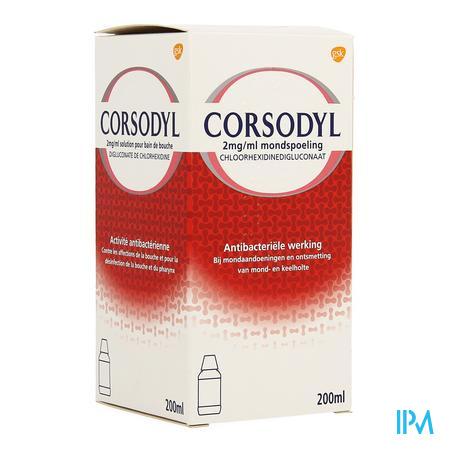 gsk
CORSODYL
2mg/ml solution pour bain de bouche
DIGLUCONATE DE CHLORHEXIDINE
Activité antibactérienne
Contre les affections de la bouche et pour la
désinfection de la bouche et du pharynx
200ml
gsk
CORSODYL
2mg/ml mondspoeling
CHLOORHEXIDINEDIGLUCONAAT
Antibacteriële werking
Bij mondaandoeningen en ontsmetting
van mond- en keelholte
200ml
IPM